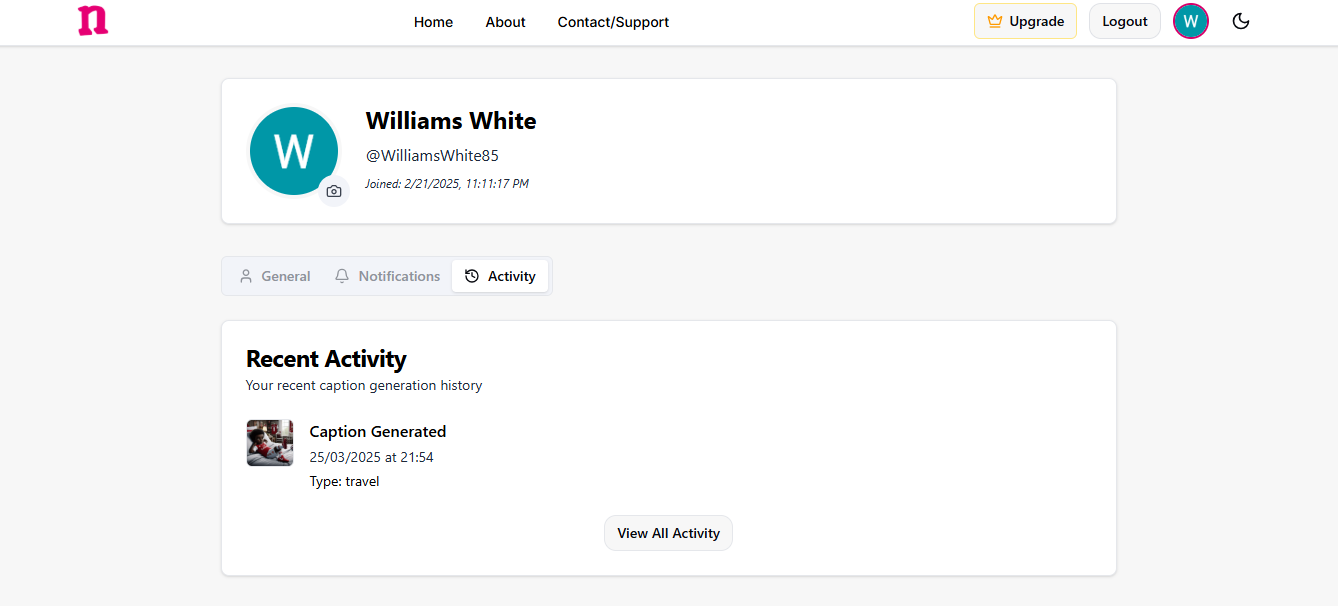 n
Home About Contact/Support Upgrade Logout W
W
Williams White
@WilliamsWhite85
Joined: 2/21/2025, 11:11:17 PM
General Notifications Activity
Recent Activity
Your recent caption generation history
Caption Generated
25/03/2025 at 21:54
Type: travel
View All Activity